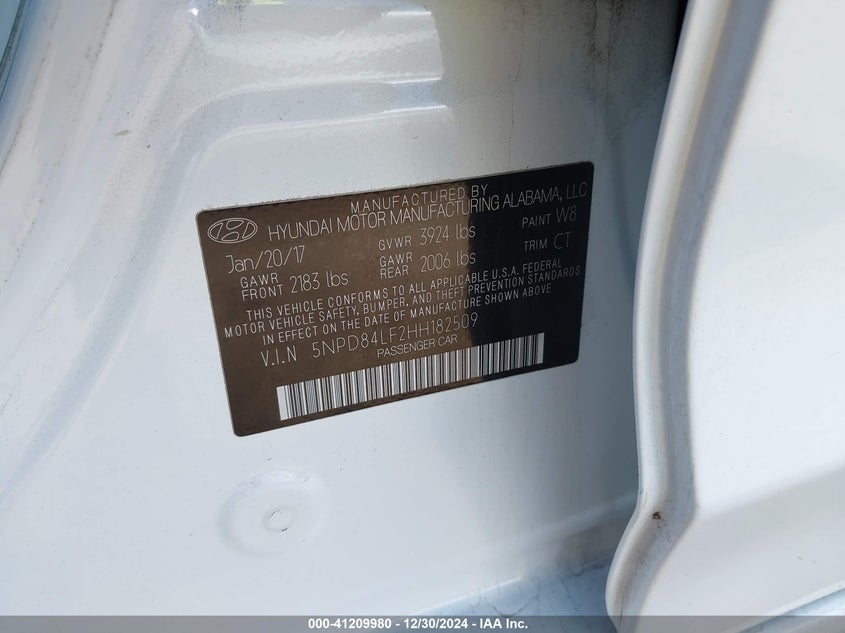 MANUFACTURED BY
HYUNDAI MOTOR MANUFACTURING ALABAMA, LLC
Jan/20/17 GVWR 3924 lbs PAINT W8
GAWR FRONT 2183 lbs GAWR REAR 2006 lbs TRIM CT
THIS VEHICLE CONFORMS TO ALL APPLICABLE U.S.A. FEDERAL
MOTOR VEHICLE SAFETY, BUMPER, AND THEFT PREVENTION STANDARDS
IN EFFECT ON THE DATE OF MANUFACTURE SHOWN ABOVE.
V.I.N 5NPD84LF2HH182509
PASSENGER CAR
000-41209980 - 12/30/2024 - IAA Inc.